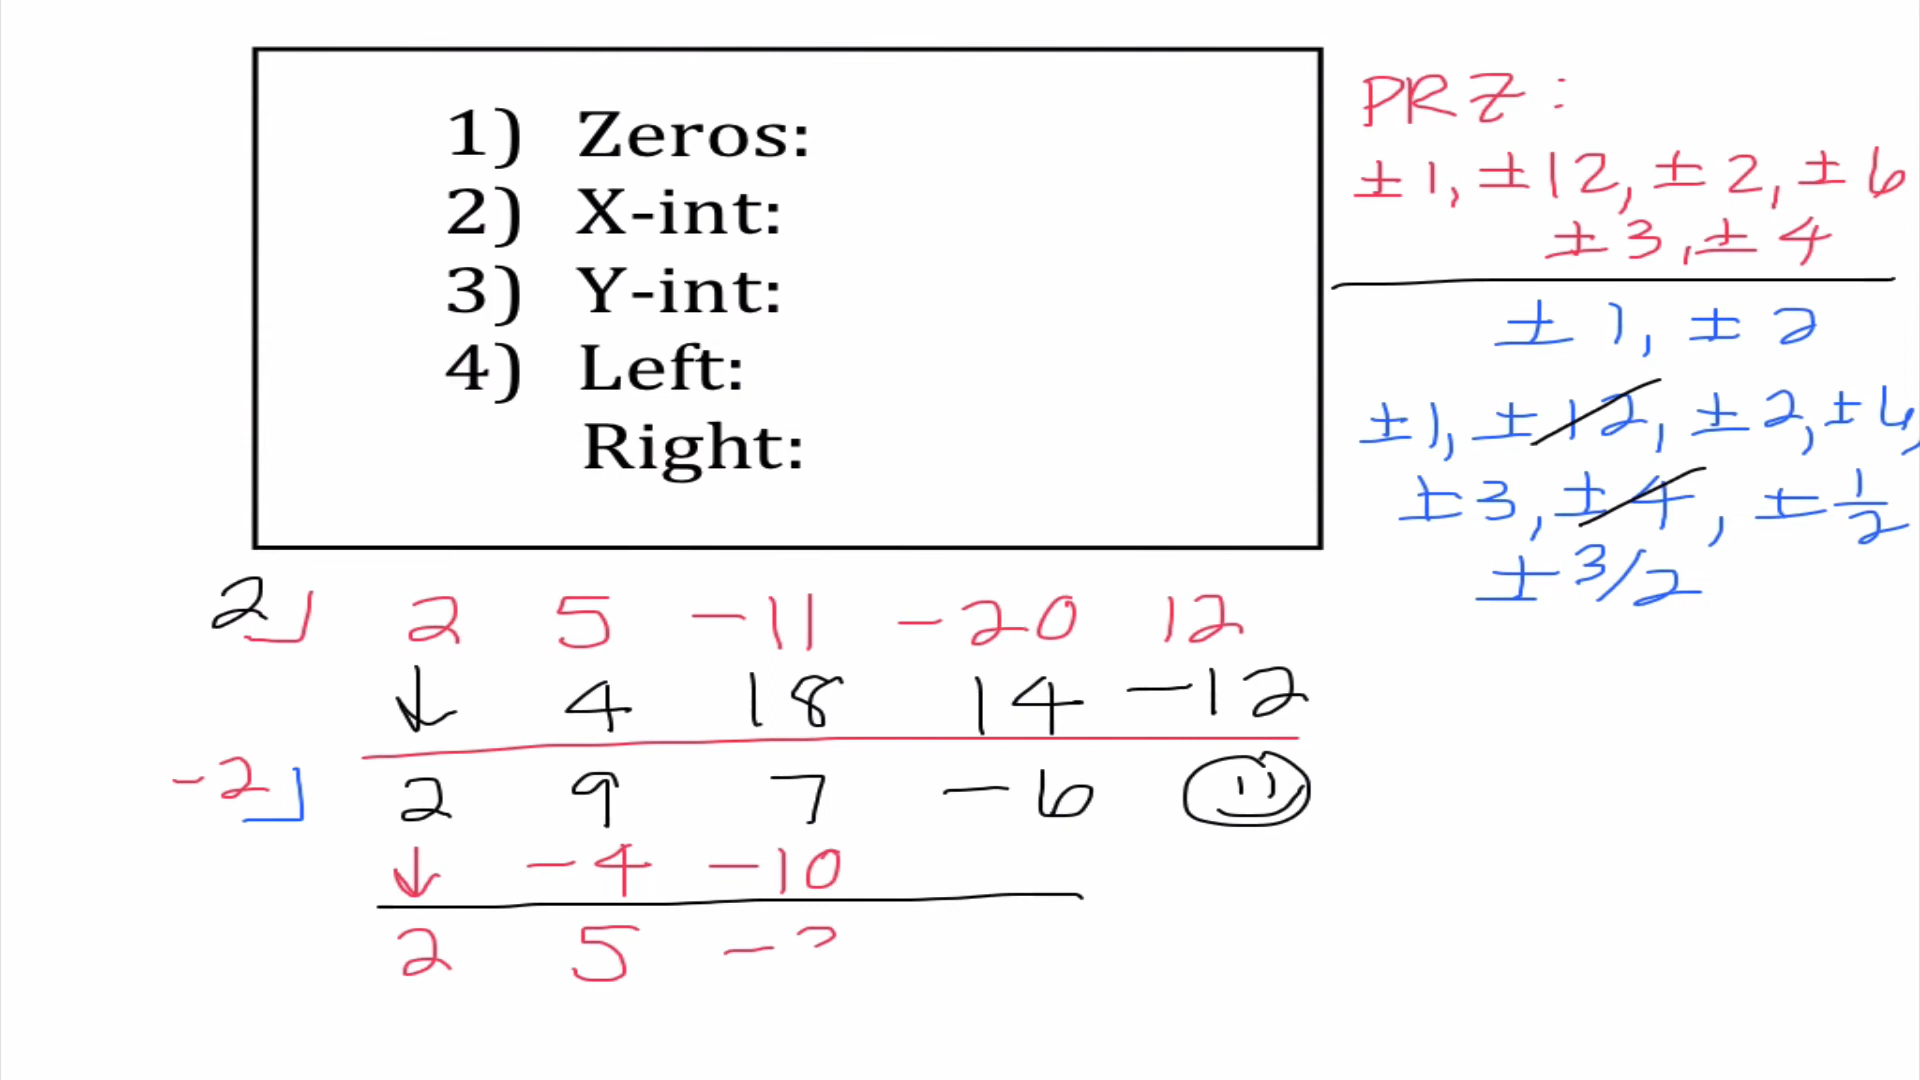 1) Zeros:
2) X-int:
3) Y-int:
4) Left:
Right:
PRZ:
±1, ±12, ±2, ±6
±3, ±4
±1, ±2
±1, ±12, ±2, ±6,
±3, ±4, ±1/2
±3/2
2 2 5 -11 -20 12
↓ 4 18 14 -12
-2 2 9 7 -6
↓ -4 -10
2 5 -